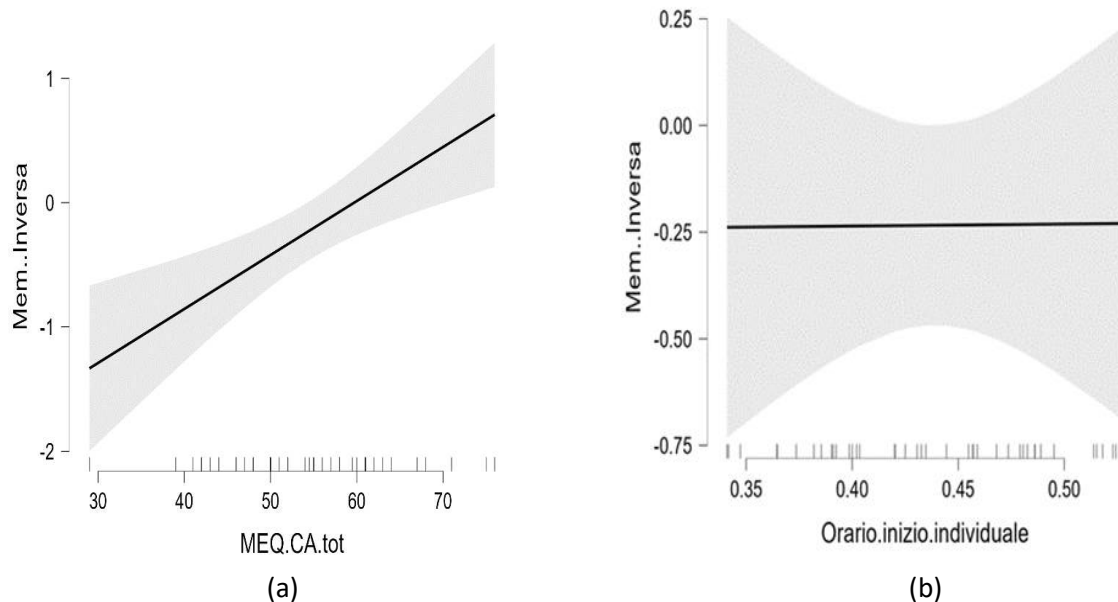 Mem..Inversa
1
0
-1
-2
30 40 50 60 70
MEQ.CA.tot
(a)
Mem..Inversa
0.25
0.00
-0.25
-0.50
-0.75
0.35 0.40 0.45 0.50
Orario.inizio.individuale
(b)